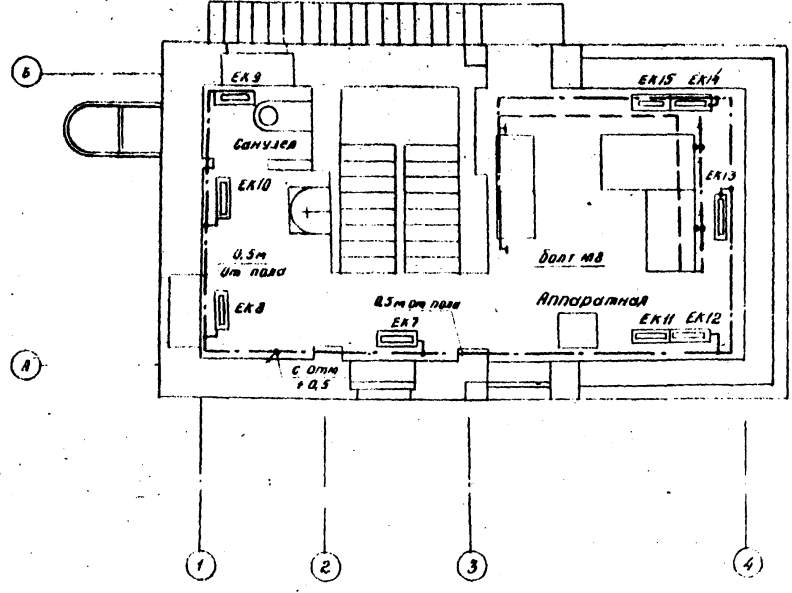 Б
ЕК9
ЕК15 ЕК14
Санузел
ЕК13
ЕК10
0,5м
От пола
болт м8
ЕК8
0,5м от пола
Аппаратная
ЕК7
ЕК11 ЕК12
А
с отм
+0,5
1
2
3
4